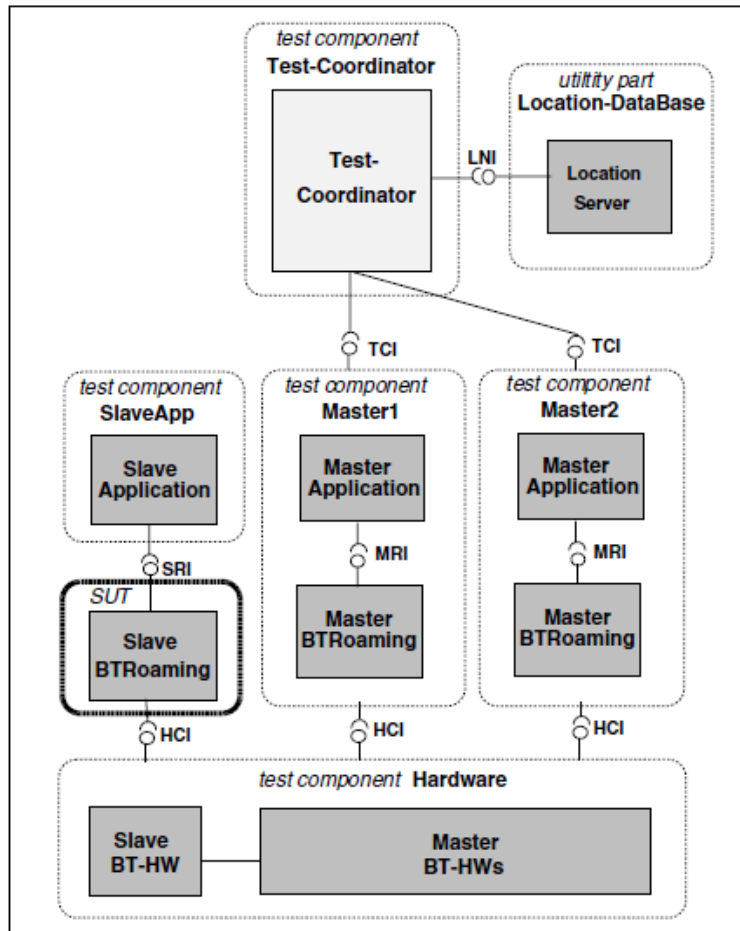 test component
Test-Coordinator
utiltity part
Location-DataBase
Test-
Coordinator
LNI
Location
Server
TCI
TCI
test component
SlaveApp
test component
Master1
test component
Master2
Slave
Application
Master
Application
Master
Application
SRI
MRI
MRI
SUT
Slave
BTRoaming
Master
BTRoaming
Master
BTRoaming
HCI
HCI
HCI
test component Hardware
Slave
BT-HW
Master
BT-HWs